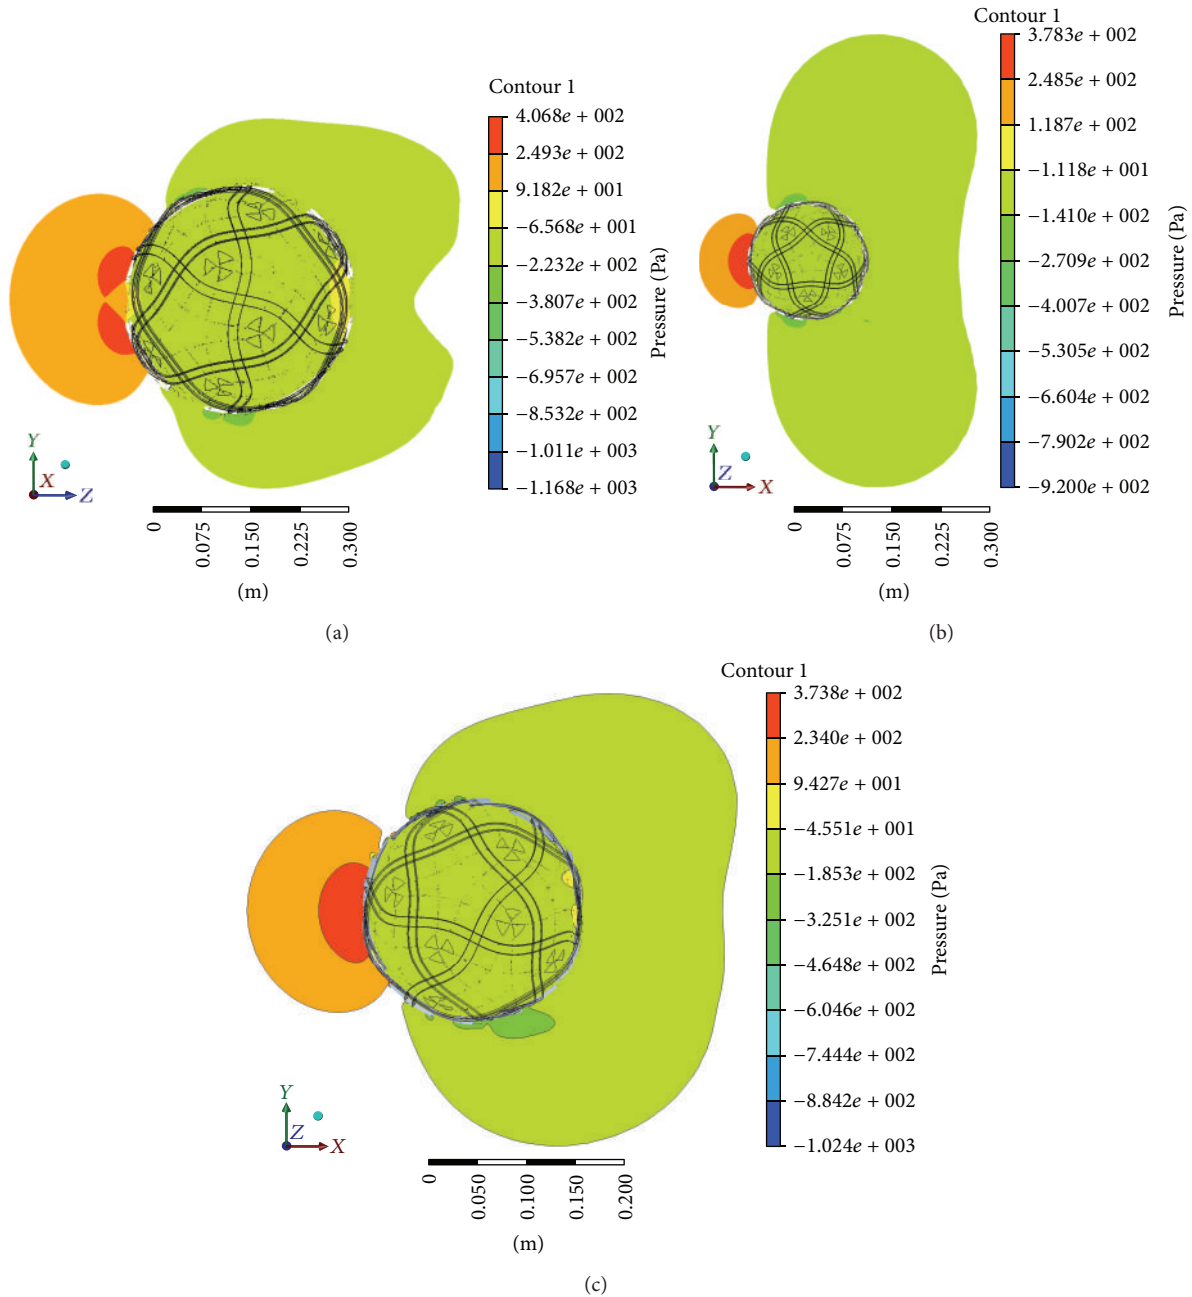 Contour 1
4.068e + 002
2.493e + 002
9.182e + 001
−6.568e + 001
−2.232e + 002
−3.807e + 002
−5.382e + 002
−6.957e + 002
−8.532e + 002
−1.011e + 003
−1.168e + 003
Pressure (Pa)
Y
X
Z
0
0.075
0.150
0.225
0.300
(m)
(a)
Contour 1
3.783e + 002
2.485e + 002
1.187e + 002
−1.118e + 001
−1.410e + 002
−2.709e + 002
−4.007e + 002
−5.305e + 002
−6.604e + 002
−7.902e + 002
−9.200e + 002
Pressure (Pa)
Y
Z
X
0
0.075
0.150
0.225
0.300
(m)
(b)
Contour 1
3.738e + 002
2.340e + 002
9.427e + 001
−4.551e + 001
−1.853e + 002
−3.251e + 002
−4.648e + 002
−6.046e + 002
−7.444e + 002
−8.842e + 002
−1.024e + 003
Pressure (Pa)
Y
Z
X
0
0.050
0.100
0.150
0.200
(m)
(c)